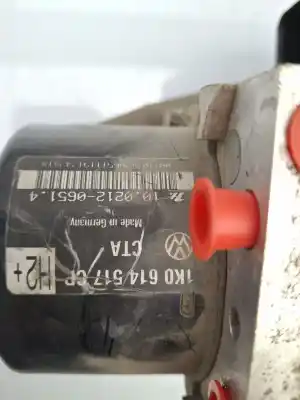 1K0 614 517 CP
CTA
H2+
Made in Germany
10.0212-0651.4